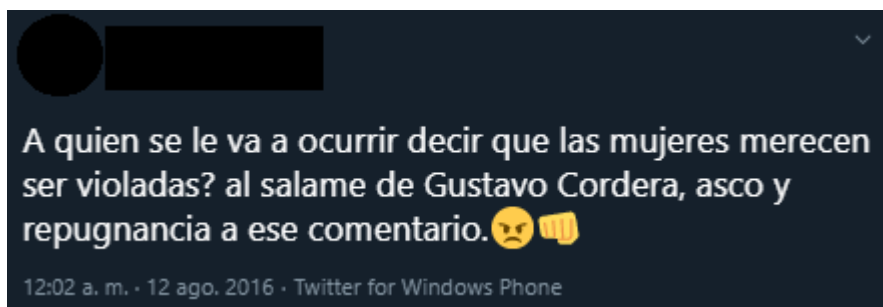 A quien se le va a ocurrir decir que las mujeres merecen
ser violadas? al salame de Gustavo Cordera, asco y
repugnancia a ese comentario.😠👊
12:02 a. m. · 12 ago. 2016 · Twitter for Windows Phone